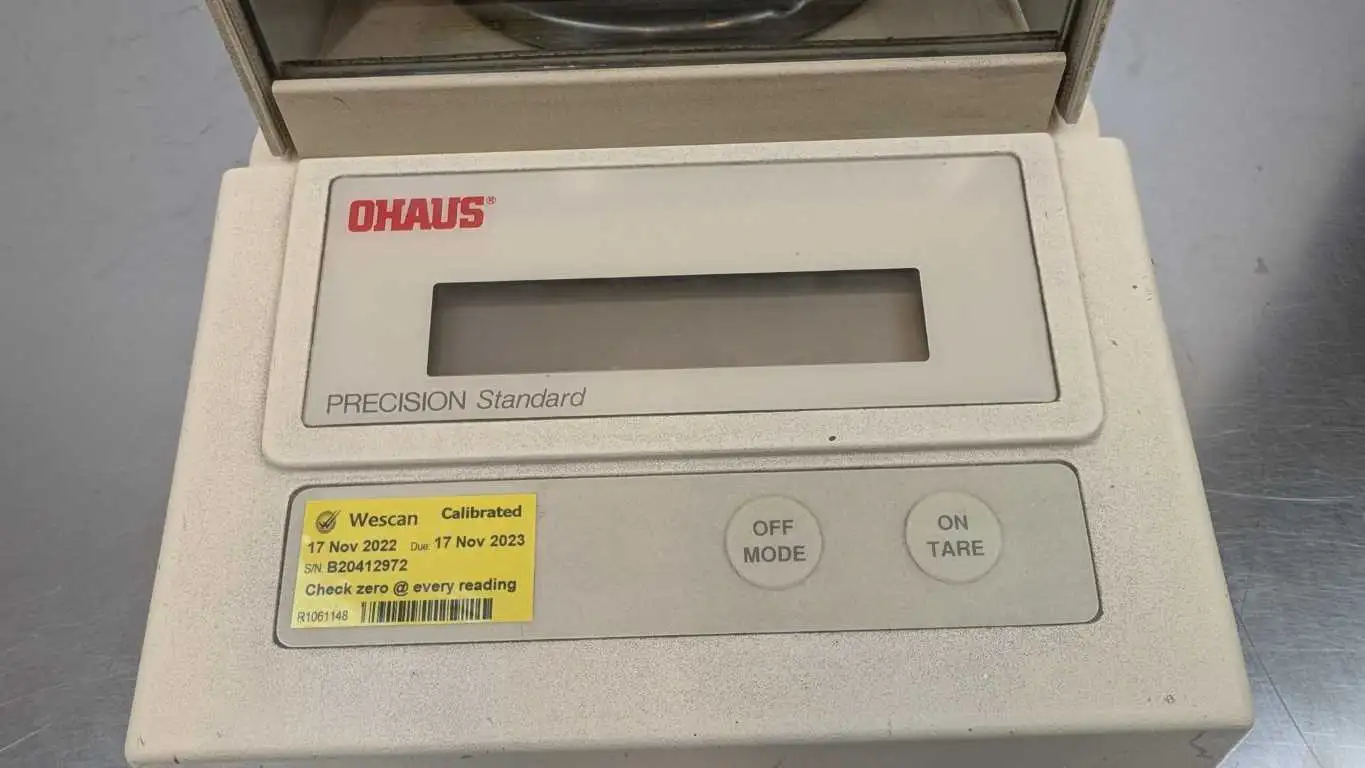 OHAUS®
PRECISION Standard
Wescan Calibrated
17 Nov 2022 Due: 17 Nov 2023
S/N: B20412972
Check zero @ every reading
R1061148
OFF
MODE
ON
TARE